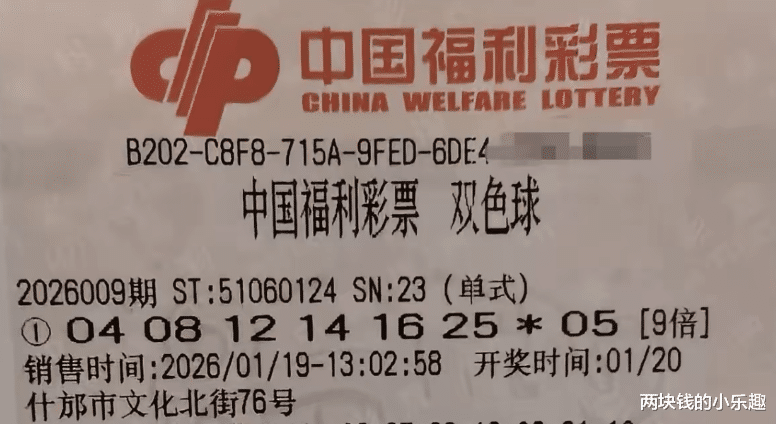 中国福利彩票
CHINA WELFARE LOTTERY
B202-C8F8-715A-9FED-6DE4
中国福利彩票 双色球
2026009期 ST:51060124 SN:23 (单式)
① 04 08 12 14 16 25 * 05 [9倍]
销售时间:2026/01/19-13:02:58 开奖时间:01/20
什邡市文化北街76号
两块钱的小乐趣